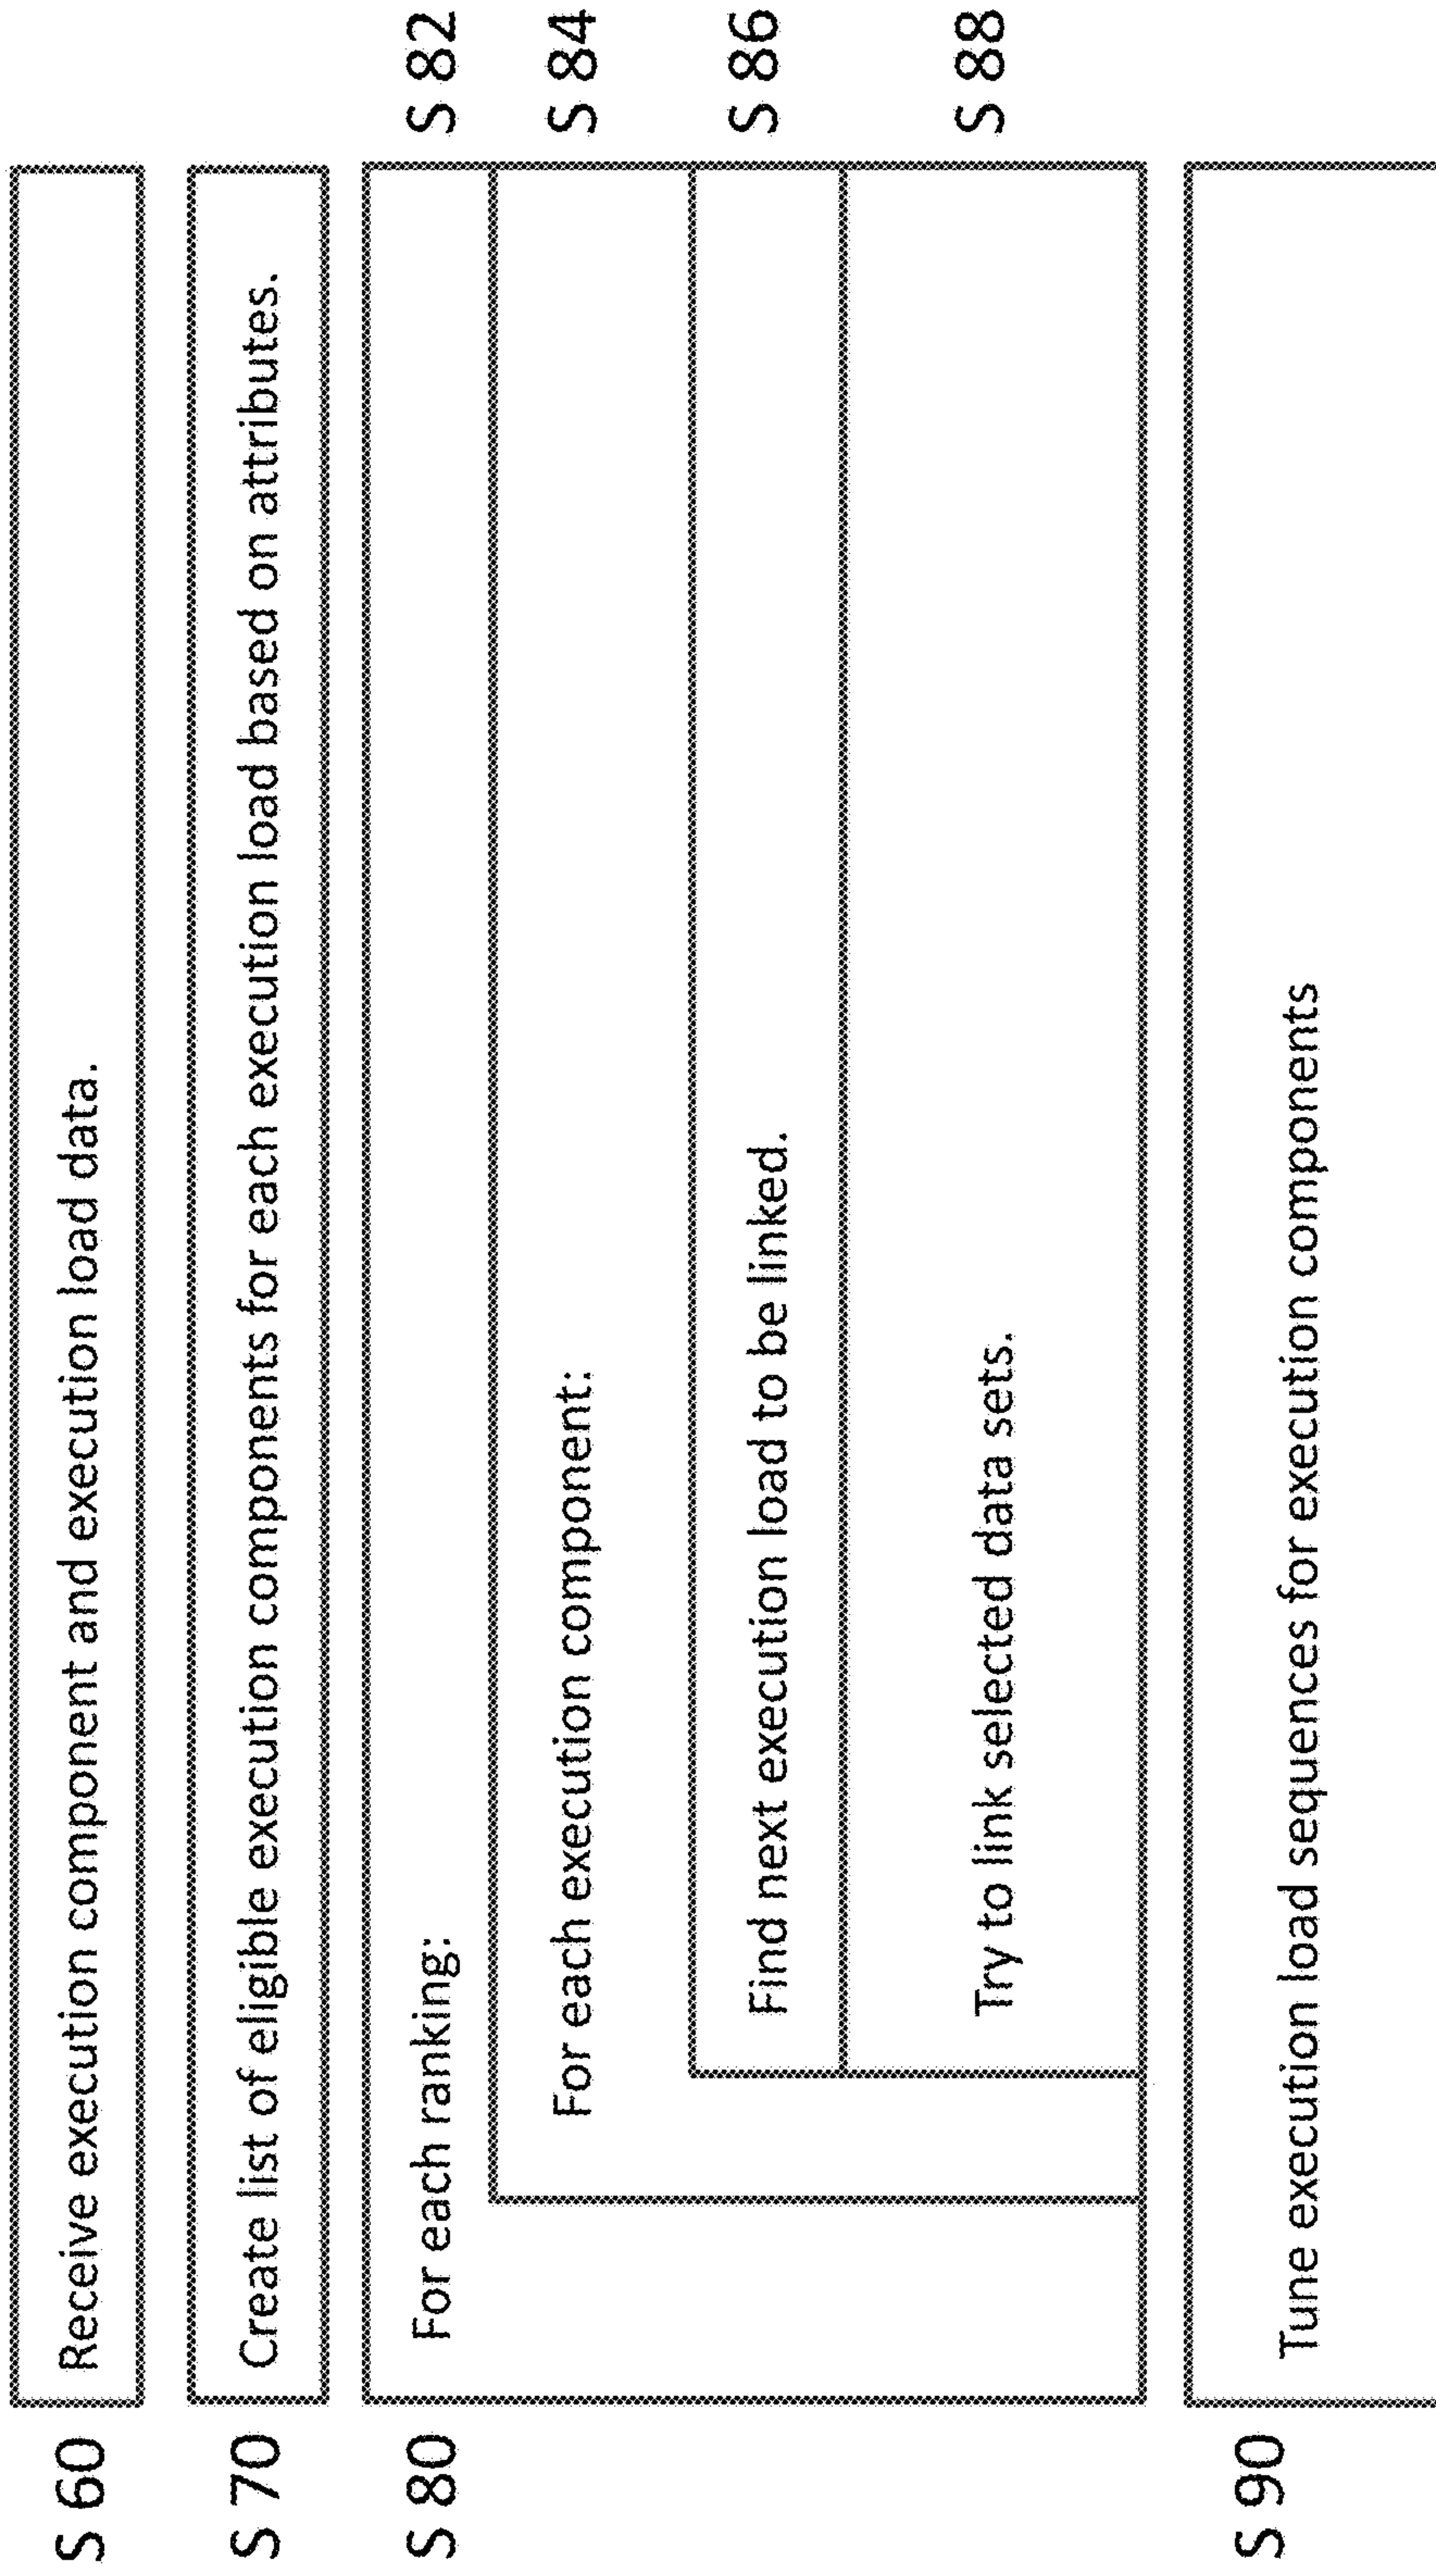 S 60 Receive execution component and execution load data.
S 70 Create list of eligible execution components for each execution load based on attributes.
S 80 For each ranking: S 82
For each execution component: S 84
Find next execution load to be linked. S 86
Try to link selected data sets. S 88
S 90 Tune execution load sequences for execution components